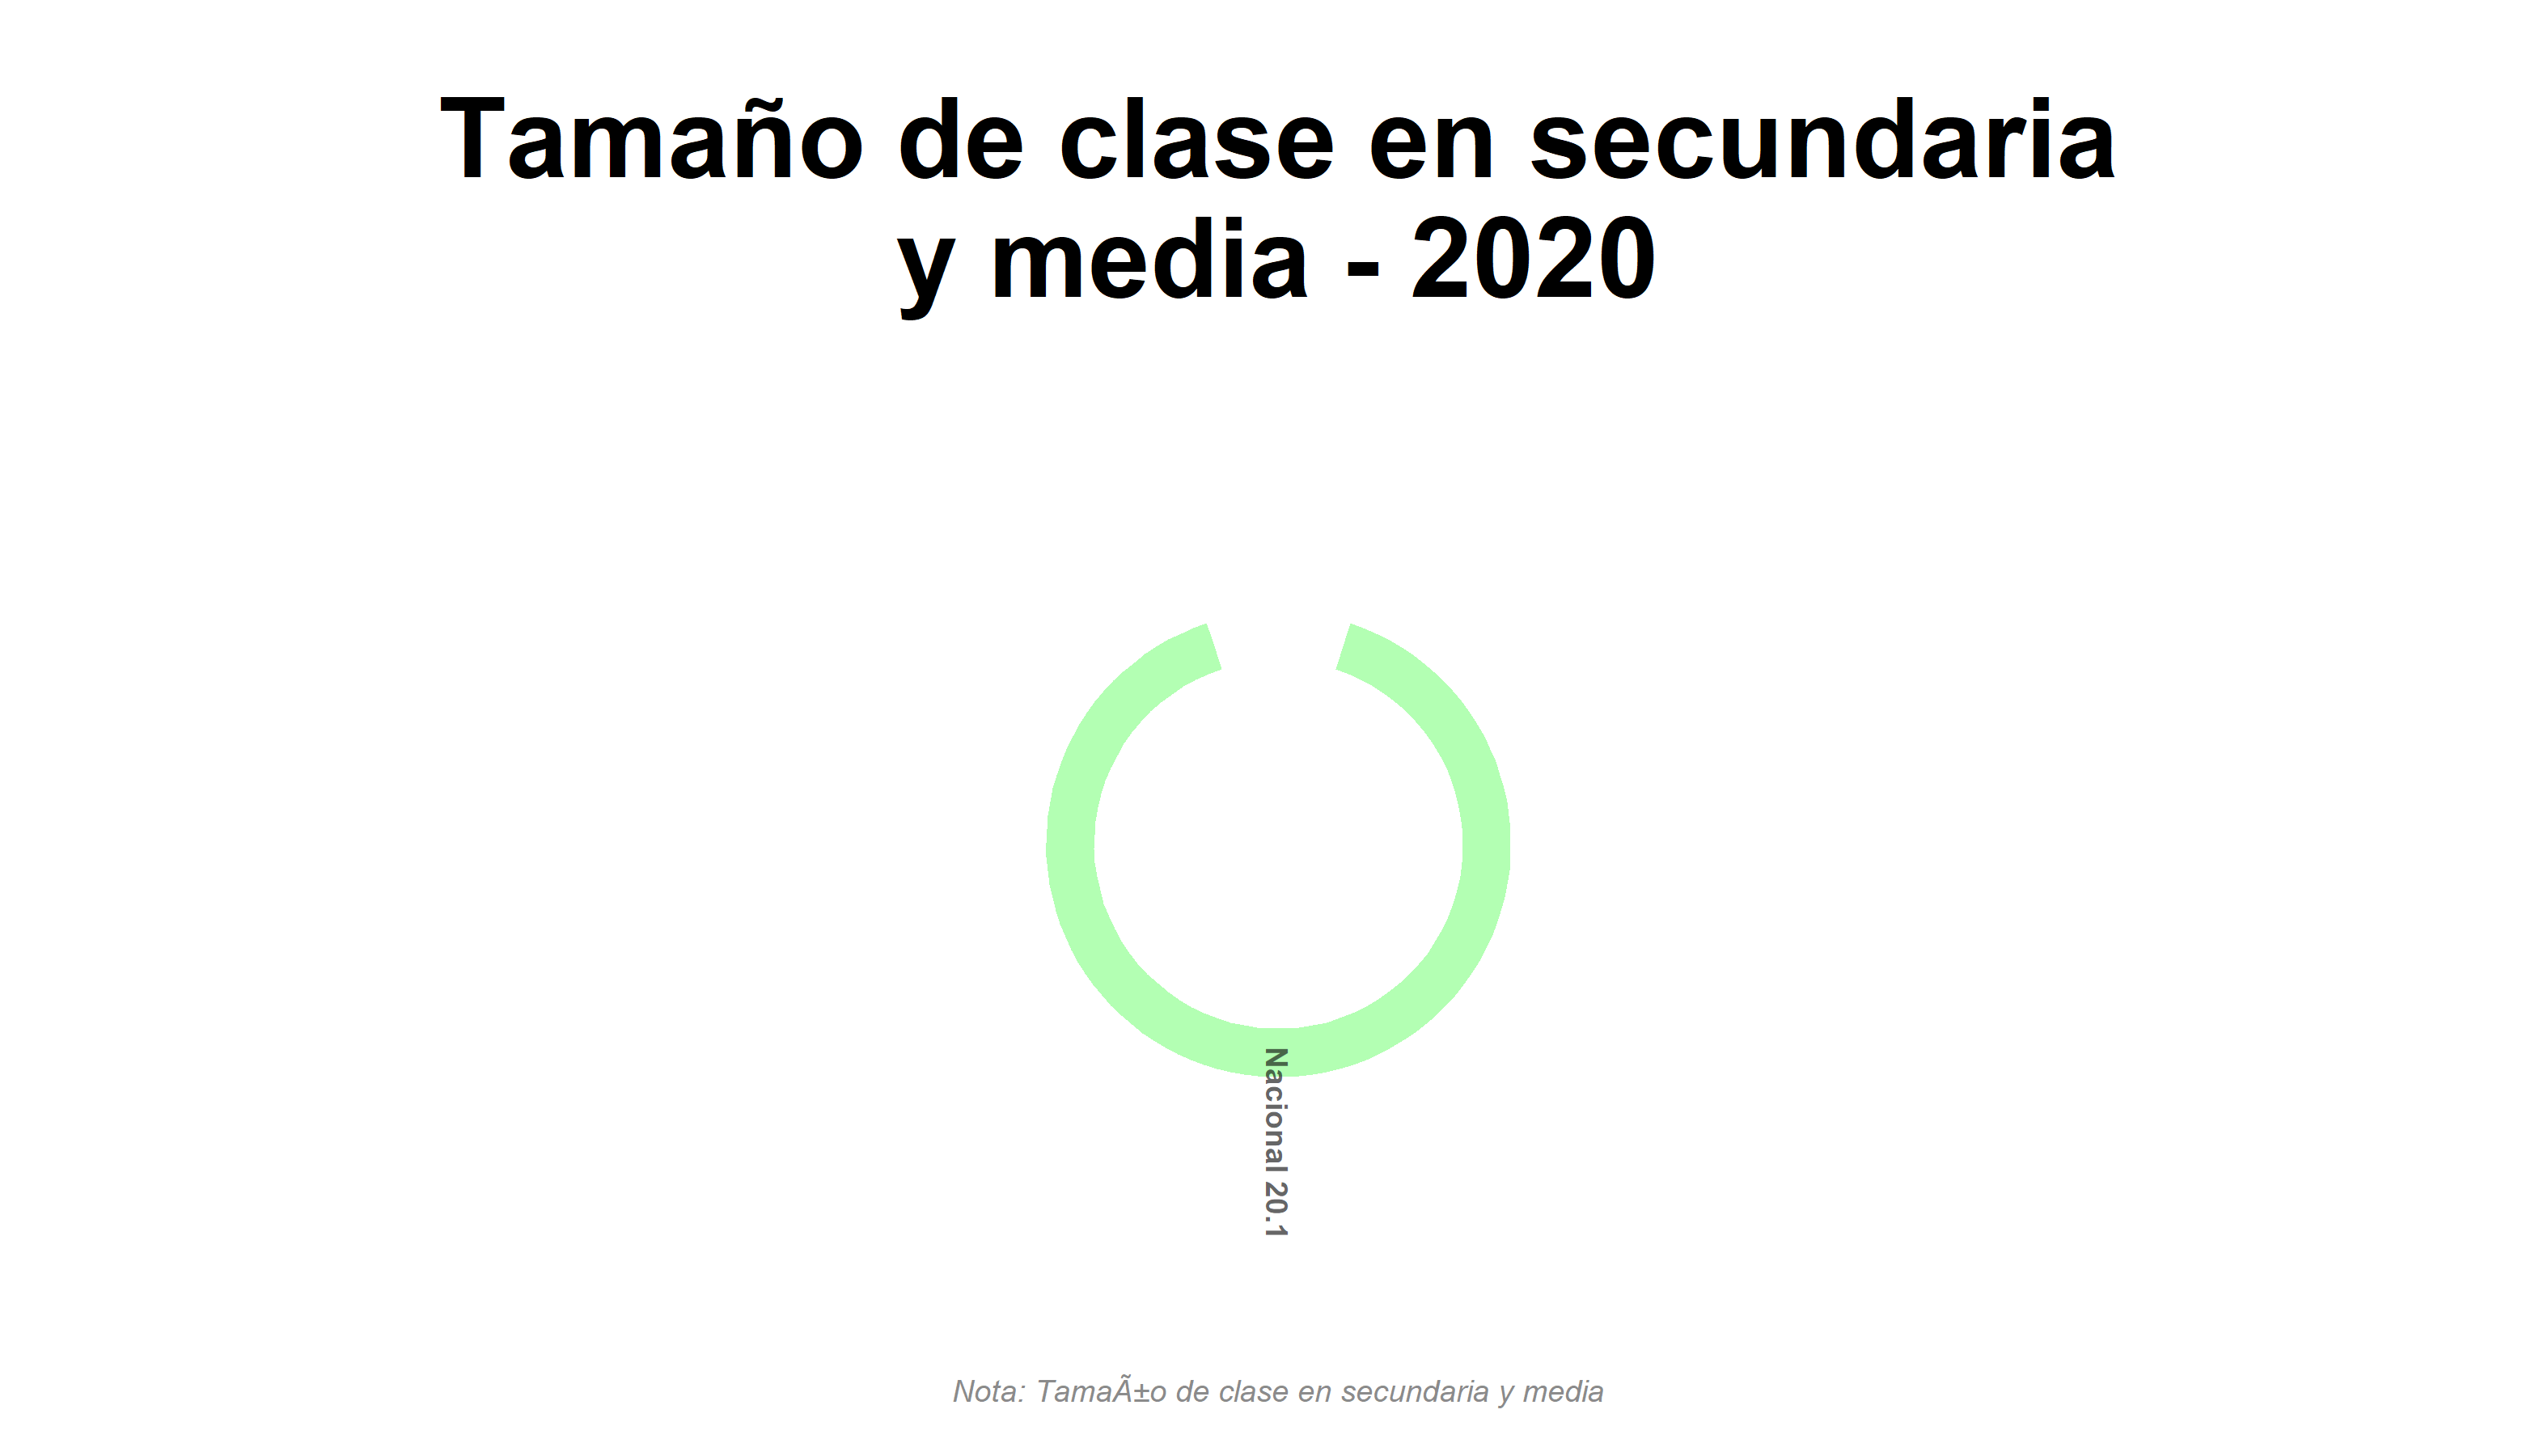 Tamaño de clase en secundaria
y media - 2020
Nacional 20.1
Nota: TamaÃ±o de clase en secundaria y media